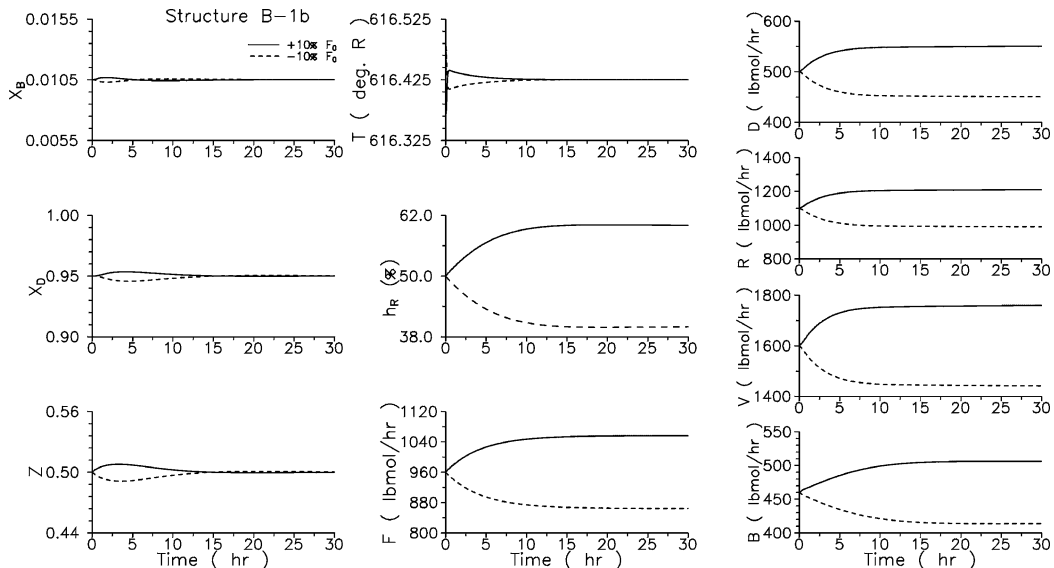 Structure B-1b
+10% F₀
-10% F₀
0.0155
0.0105
0.0055
X_B
0 5 10 15 20 25 30
1.00
0.95
0.90
X_D
0 5 10 15 20 25 30
0.56
0.50
0.44
Z
0 5 10 15 20 25 30
Time ( hr )
616.525
616.425
616.325
T ( deg. R )
0 5 10 15 20 25 30
62.0
50.0
38.0
h_R (%)
0 5 10 15 20 25 30
1120
1040
960
880
800
F ( lbmol/hr )
0 5 10 15 20 25 30
Time ( hr )
600
500
400
D ( lbmol/hr )
0 5 10 15 20 25 30
1400
1200
1000
800
R ( lbmol/hr )
0 5 10 15 20 25 30
1800
1600
1400
V ( lbmol/hr )
0 5 10 15 20 25 30
550
500
450
400
B ( lbmol/hr )
0 5 10 15 20 25 30
Time ( hr )